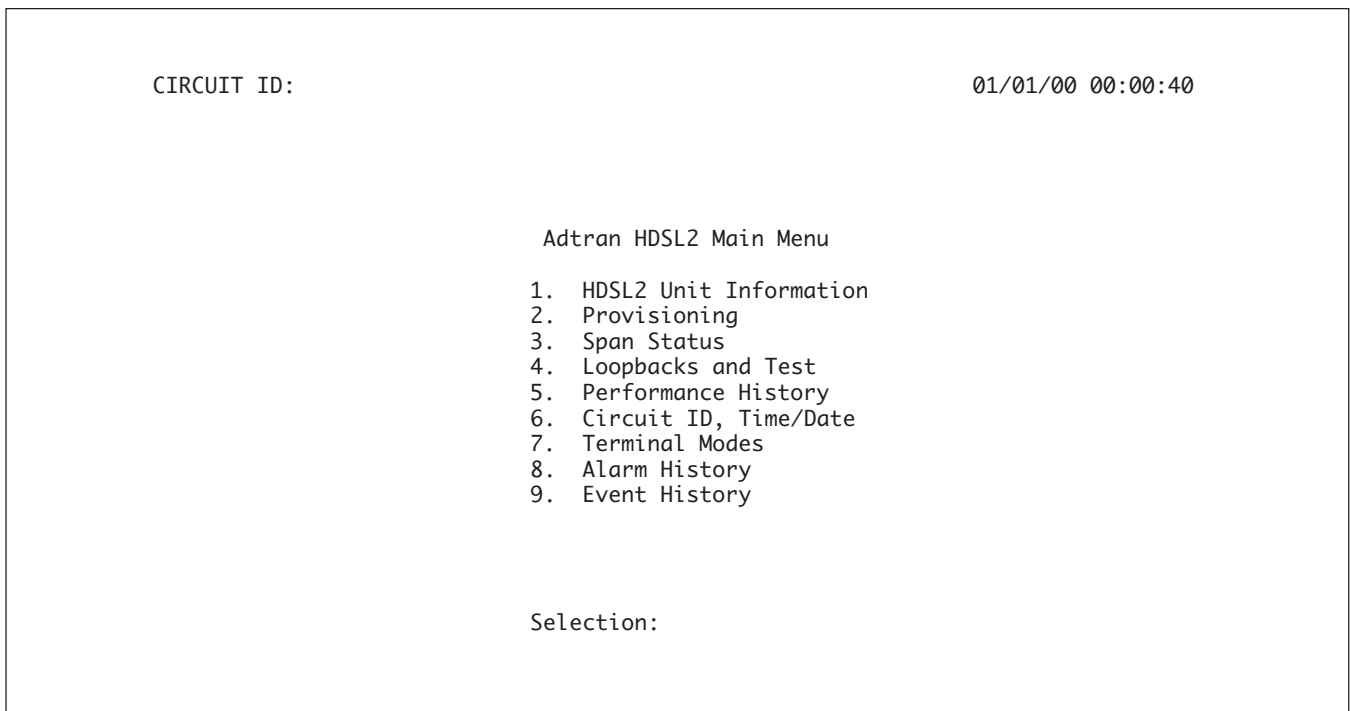 CIRCUIT ID: 01/01/00 00:00:40
Adtran HDSL2 Main Menu
1. HDSL2 Unit Information
2. Provisioning
3. Span Status
4. Loopbacks and Test
5. Performance History
6. Circuit ID, Time/Date
7. Terminal Modes
8. Alarm History
9. Event History
Selection: